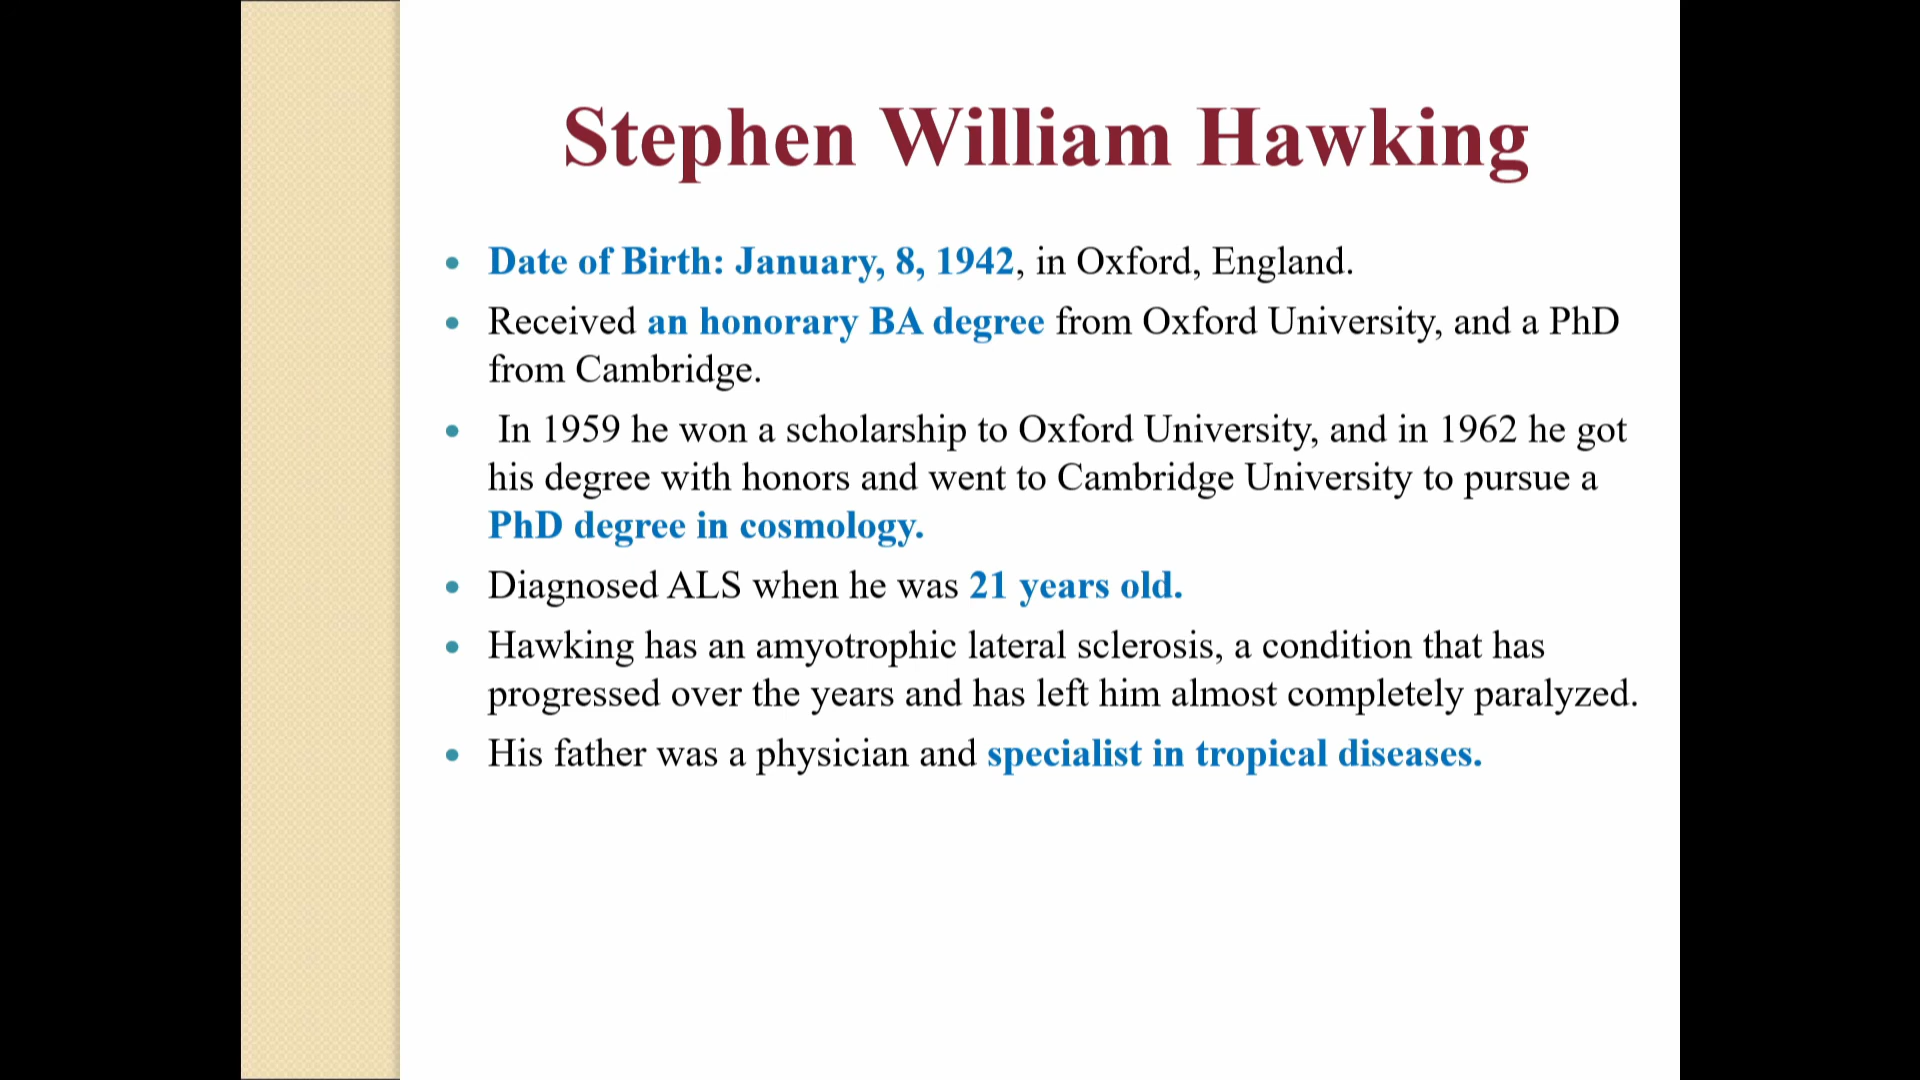 Stephen William Hawking
• Date of Birth: January, 8, 1942, in Oxford, England.
• Received an honorary BA degree from Oxford University, and a PhD
from Cambridge.
• In 1959 he won a scholarship to Oxford University, and in 1962 he got
his degree with honors and went to Cambridge University to pursue a
PhD degree in cosmology.
• Diagnosed ALS when he was 21 years old.
• Hawking has an amyotrophic lateral sclerosis, a condition that has
progressed over the years and has left him almost completely paralyzed.
• His father was a physician and specialist in tropical diseases.